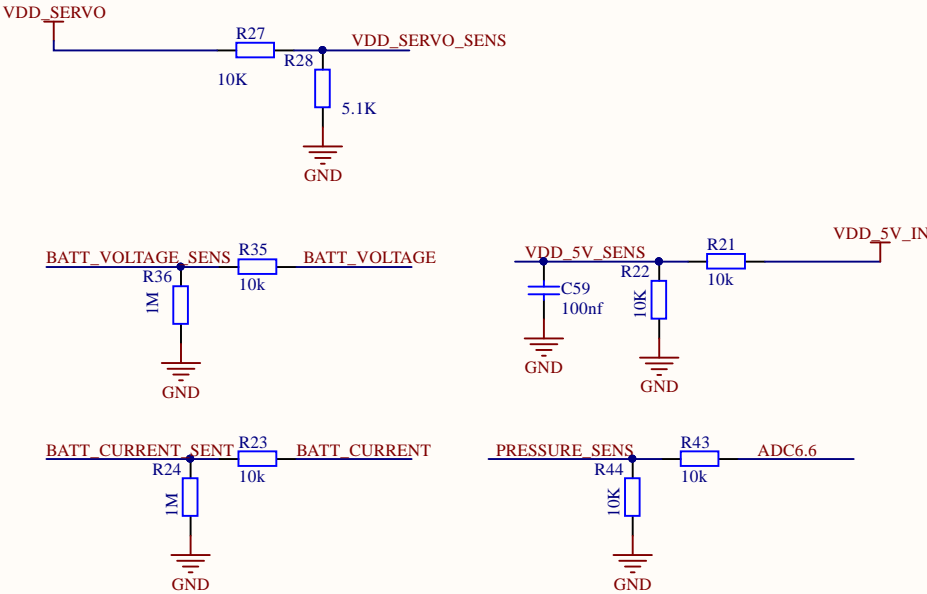 VDD_SERVO
R27
VDD_SERVO_SENS
R28
10K
5.1K
GND
VDD_5V_IN
BATT_VOLTAGE_SENS
R35
BATT_VOLTAGE
R36
10k
1M
GND
VDD_5V_SENS
R21
R22
10k
C59
100nf
10K
GND
GND
BATT_CURRENT_SENT
R23
BATT_CURRENT
R24
10k
1M
GND
PRESSURE_SENS
R43
ADC6.6
R44
10k
10K
GND